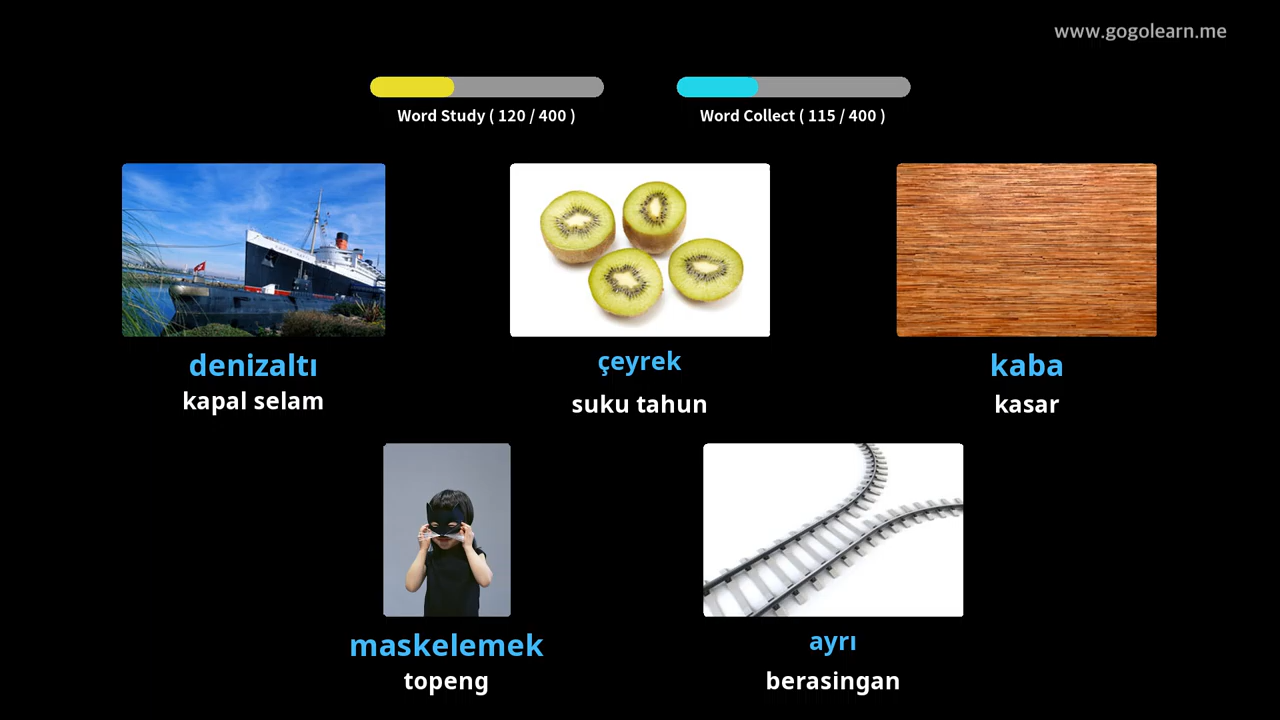 www.gogolearn.me
Word Study ( 120 / 400 )
Word Collect ( 115 / 400 )
denizaltı
kapal selam
çeyrek
suku tahun
kaba
kasar
maskelemek
topeng
ayrı
berasingan